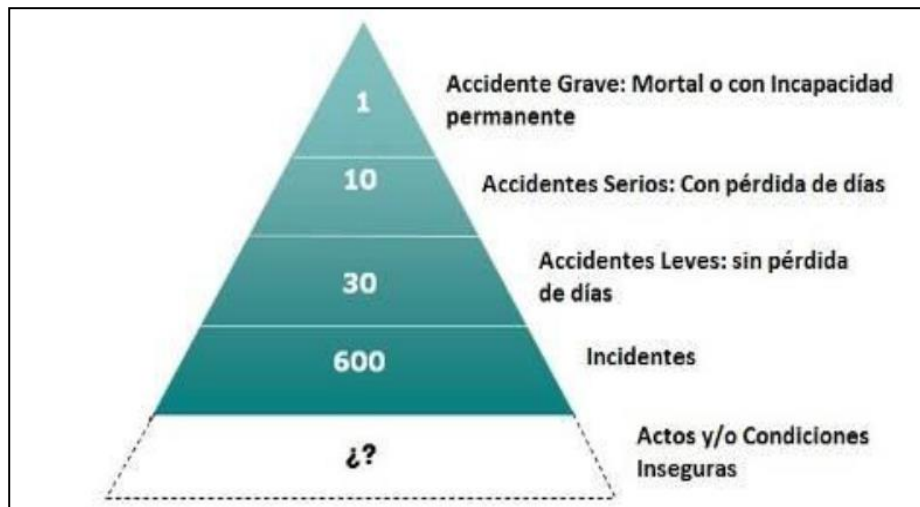 1
Accidente Grave: Mortal o con Incapacidad
permanente
10
Accidentes Serios: Con pérdida de días
30
Accidentes Leves: sin pérdida
de días
600
Incidentes
¿?
Actos y/o Condiciones
Inseguras